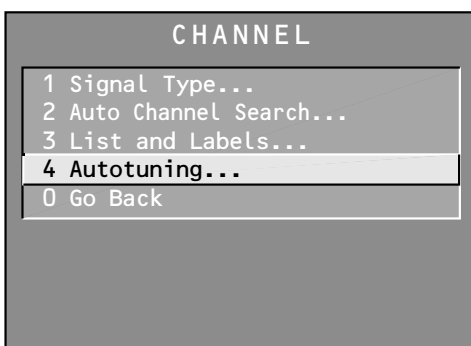 CHANNEL
1 Signal Type...
2 Auto Channel Search...
3 List and Labels...
4 Autotuning...
0 Go Back